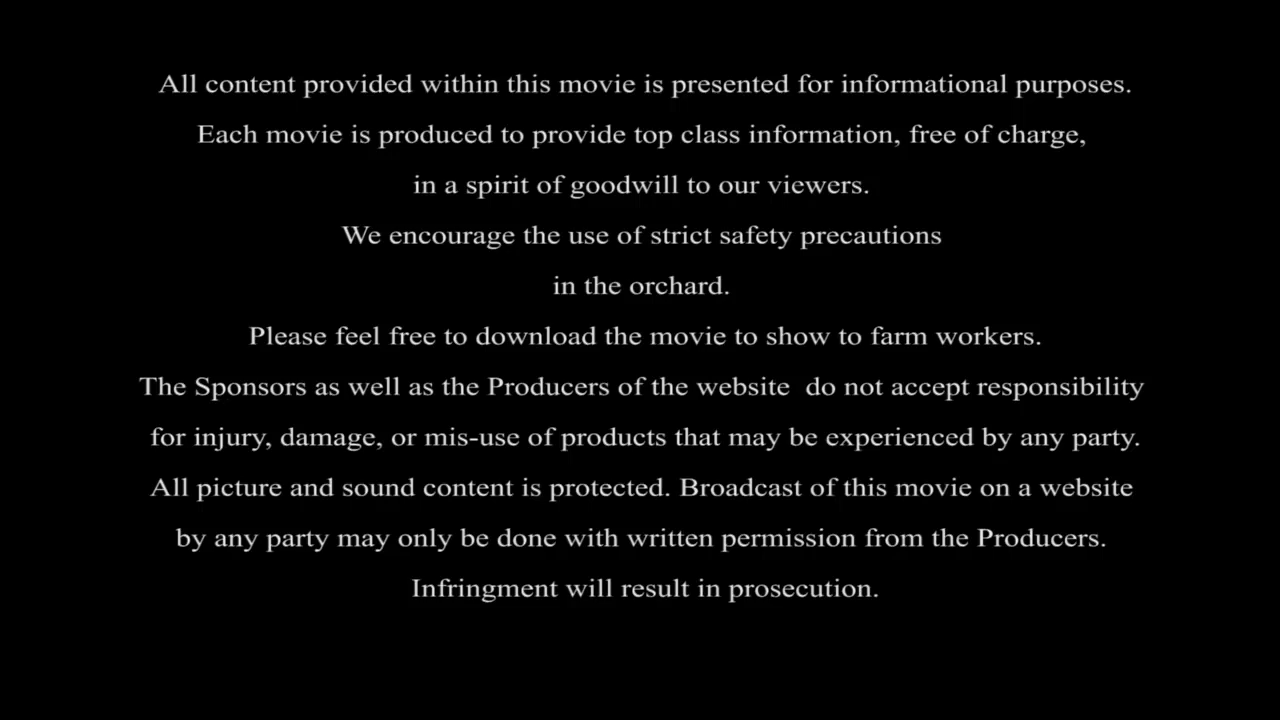 All content provided within this movie is presented for informational purposes.
Each movie is produced to provide top class information, free of charge,
in a spirit of goodwill to our viewers.
We encourage the use of strict safety precautions
in the orchard.
Please feel free to download the movie to show to farm workers.
The Sponsors as well as the Producers of the website  do not accept responsibility
for injury, damage, or mis-use of products that may be experienced by any party.
All picture and sound content is protected. Broadcast of this movie on a website
by any party may only be done with written permission from the Producers.
Infringment will result in prosecution.